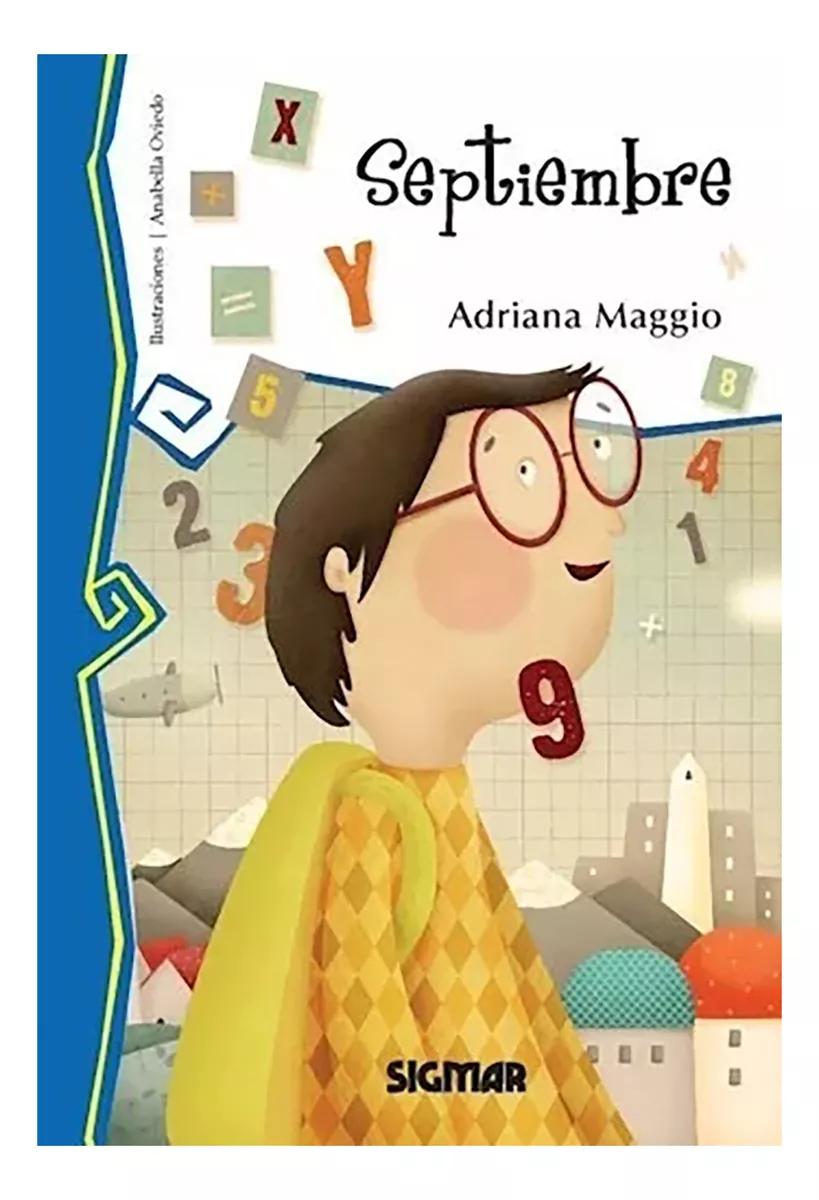 Ilustraciones | Anabella Oviedo
Septiembre
Adriana Maggio
X
+
Y
=
N
5
8
2
4
3
1
+
9
SIGMAR